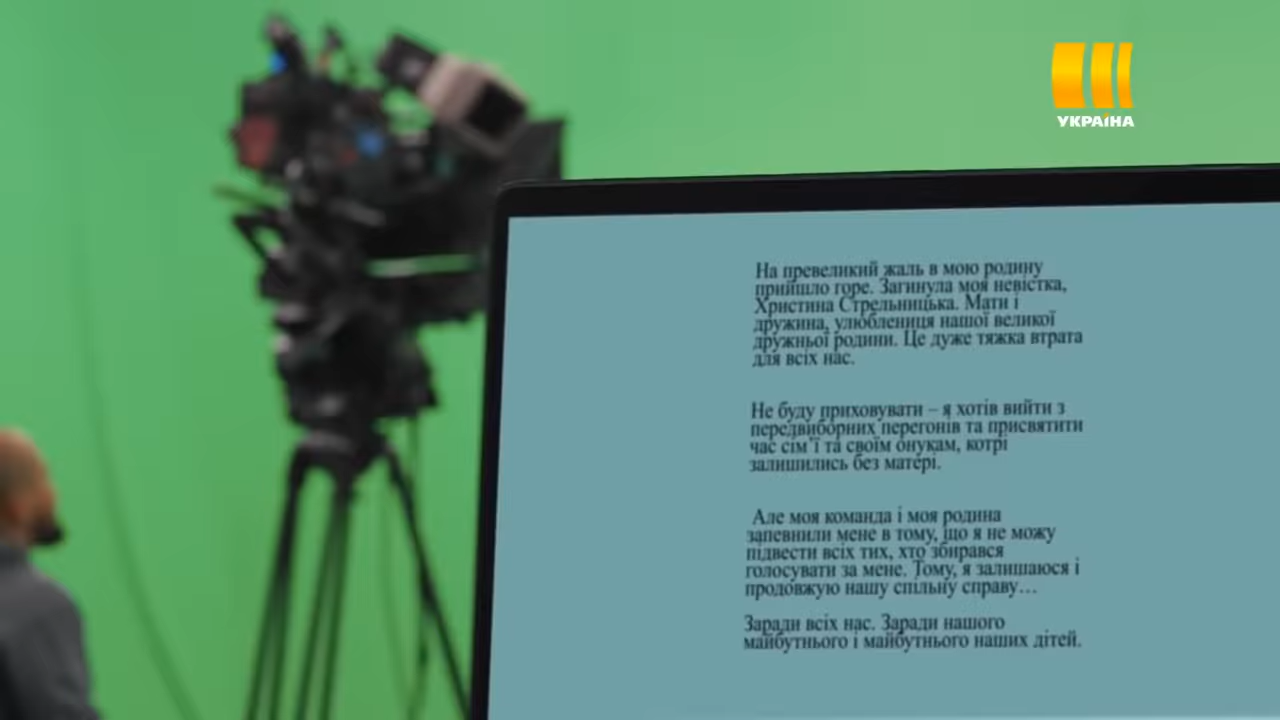 УКРАЇНА
На превеликий жаль в мою родину
прийшло горе. Загинула моя невістка,
Христина Стрельницька. Мати і
дружина, улюблениця нашої великої
дружньої родини. Це дуже тяжка втрата
для всіх нас.
Не буду приховувати – я хотів вийти з
передвиборних перегонів та присвятити
час сім'ї та своїм онукам, котрі
залишились без матері.
Але моя команда і моя родина
запевнили мене в тому, що я не можу
підвести всіх тих, хто збирався
голосувати за мене. Тому, я залишаюся і
продовжую нашу спільну справу…
Заради всіх нас. Заради нашого
майбутнього і майбутнього наших дітей.